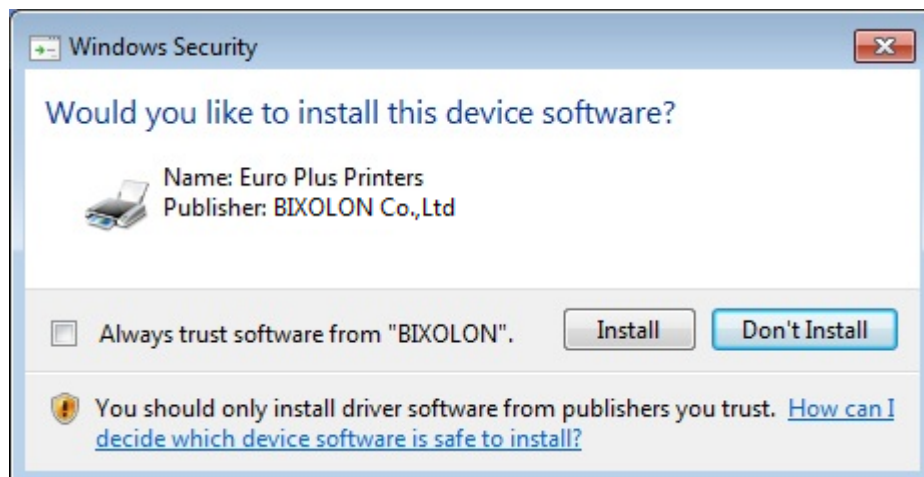 Windows Security
Would you like to install this device software?
Name: Euro Plus Printers
Publisher: BIXOLON Co.,Ltd
Always trust software from "BIXOLON".
Install
Don't Install
You should only install driver software from publishers you trust. How can I
decide which device software is safe to install?